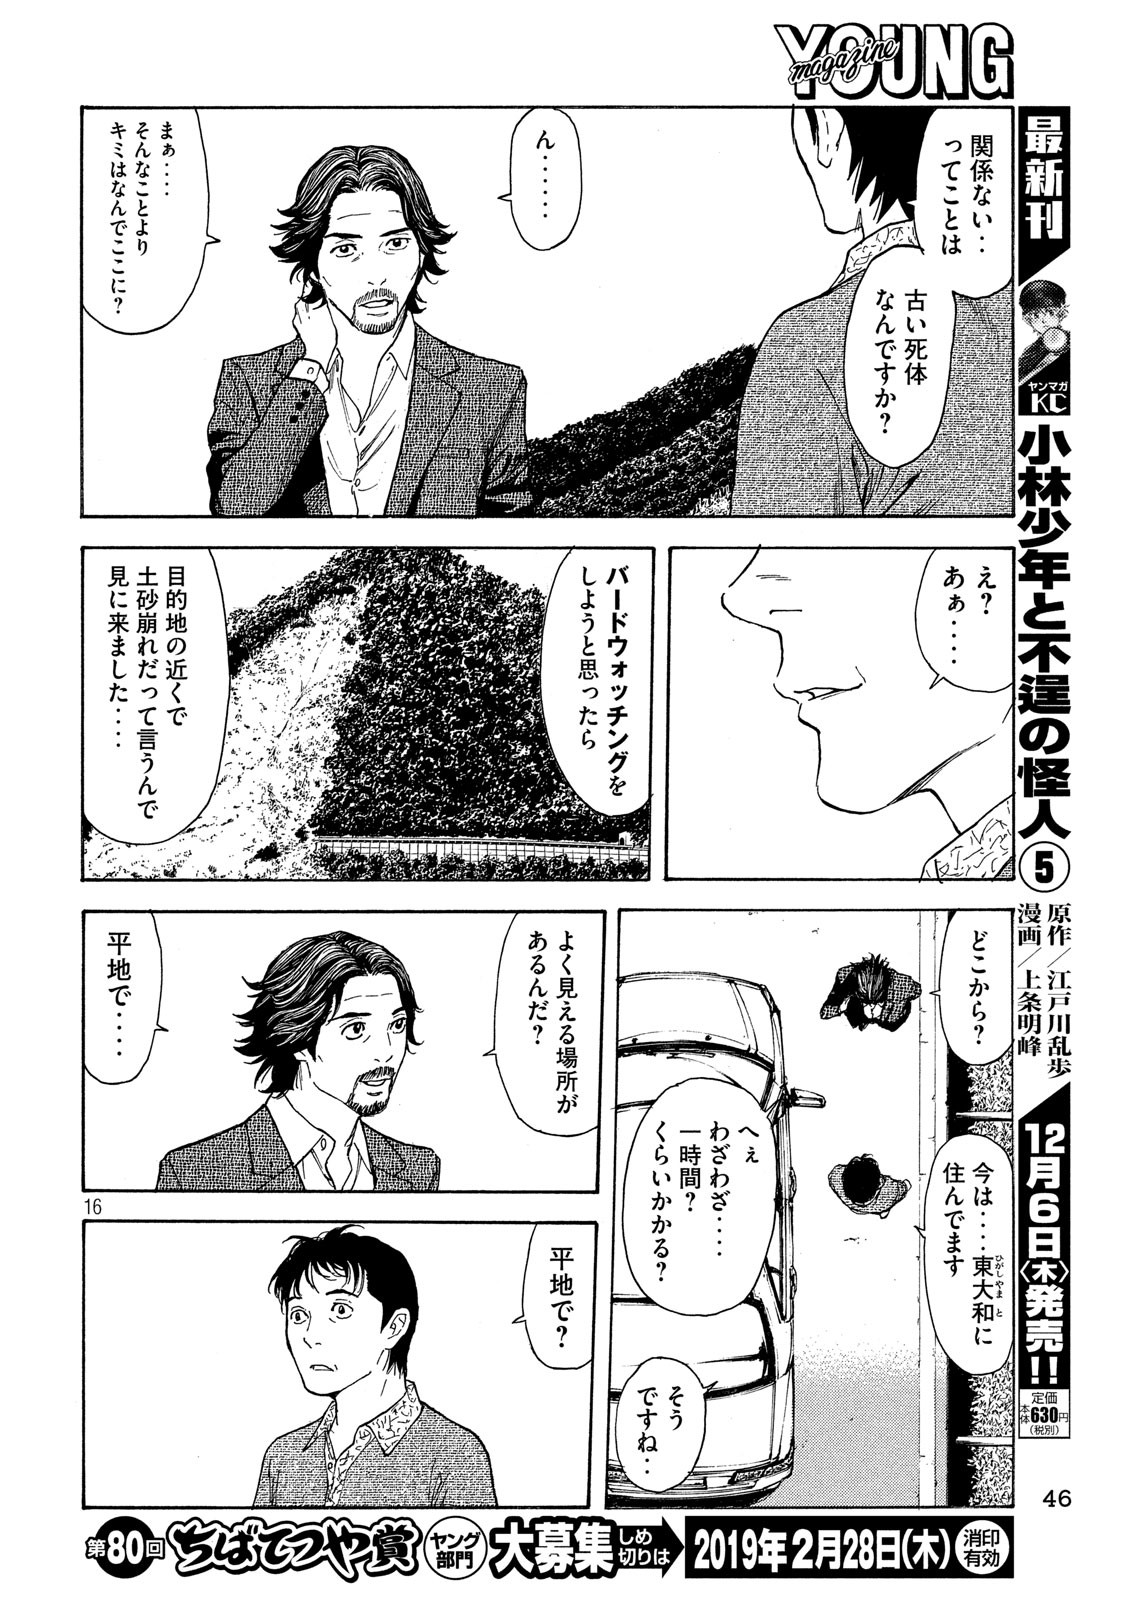 YOUNG
magazine
関係ない‥
ってことは
古い死体
なんですか?
ん‥‥‥
まぁ‥‥
そんなことより
キミはなんでここに?
え?
あぁ‥‥
バードウォッチングを
しようと思ったら
目的地の近くで
土砂崩れだって言うんで
見に来ました‥‥
どこから?
今は‥‥東大和に
ひがしやまと
住んでます
へぇ
わざわざ‥‥
一時間?
くらいかかる?
そう
ですね‥
よく見える場所が
あるんだ?
平地で‥‥
平地で?
16
最新刊
ヤンマガ
KC
小林少年と不逞の怪人⑤
原作/江戸川乱歩
漫画/上条明峰
12月6日〈木〉発売!!
定価
本体630円
(税別)
46
第80回
ちばてつや賞
ヤング
部門
大募集
しめ
切りは
2019年2月28日(木)
消印
有効